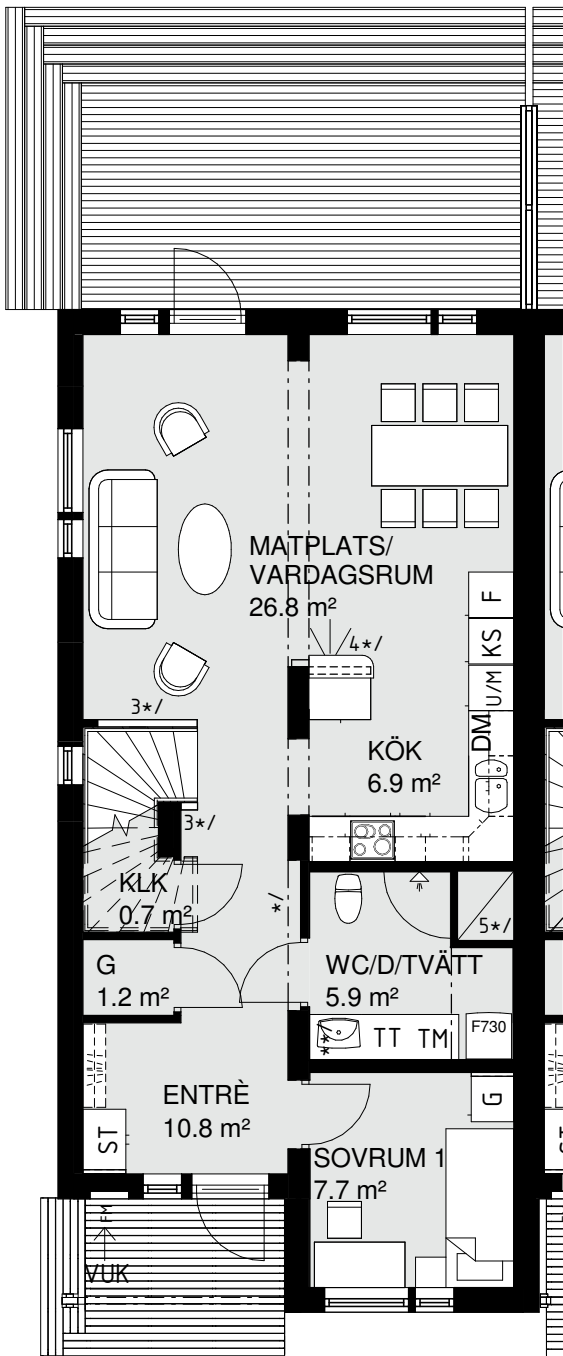 MATPLATS/
VARDAGSRUM
26.8 m²
F
KS
U/M
DM
4*/
3*/
KÖK
6.9 m²
3*/
KLK
0.7 m²
*/
5*/
G
1.2 m²
WC/D/TVÄTT
5.9 m²
**
TT TM
F730
ENTRÈ
10.8 m²
ST
G
SOVRUM 1
7.7 m²
FM
VUK
ST